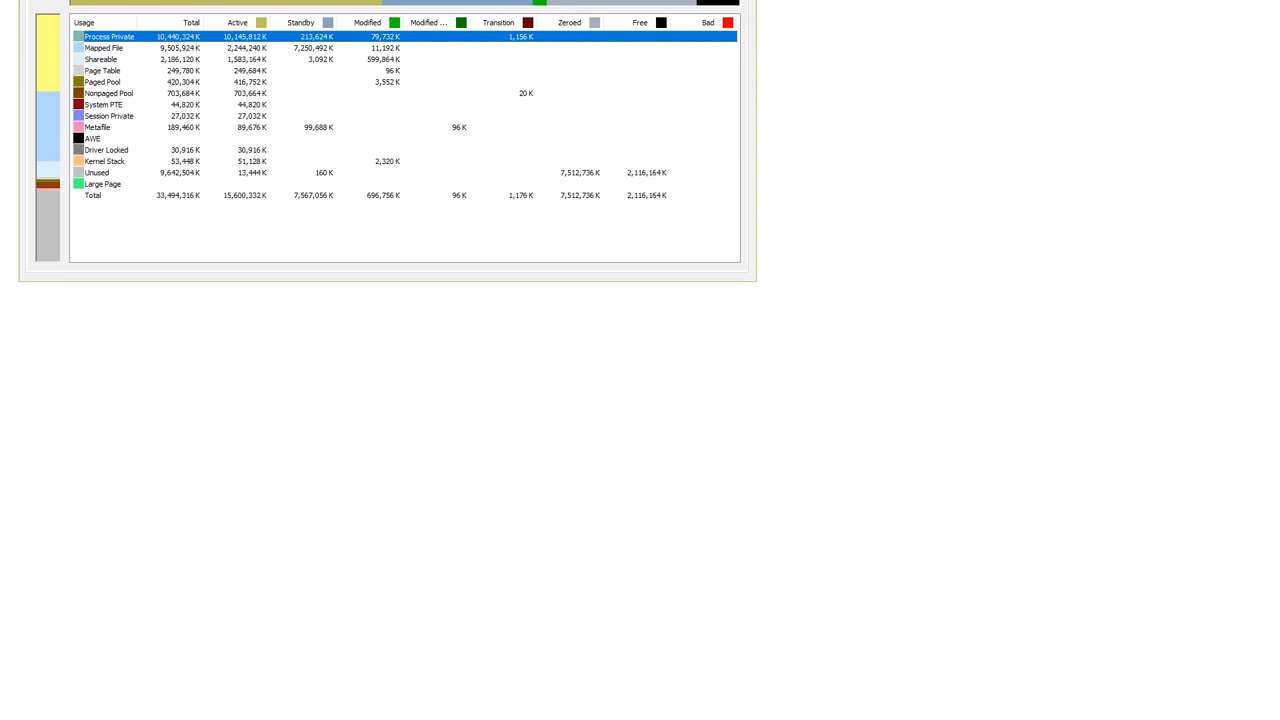 Usage Total Active Standby Modified Modified ... Transition Zeroed Free Bad
Process Private 10,440,324 K 10,145,812 K 213,624 K 79,732 K 1,156 K
Mapped File 9,505,924 K 2,244,240 K 7,250,492 K 11,192 K
Shareable 2,186,120 K 1,583,164 K 3,092 K 599,864 K
Page Table 249,780 K 249,684 K 96 K
Paged Pool 420,304 K 416,752 K 3,552 K
Nonpaged Pool 703,684 K 703,664 K 20 K
System PTE 44,820 K 44,820 K
Session Private 27,032 K 27,032 K
Metafile 189,460 K 89,676 K 99,688 K 96 K
AWE
Driver Locked 30,916 K 30,916 K
Kernel Stack 53,448 K 51,128 K 2,320 K
Unused 9,642,504 K 13,444 K 160 K 7,512,736 K 2,116,164 K
Large Page
Total 33,494,316 K 15,600,332 K 7,567,056 K 696,756 K 96 K 1,176 K 7,512,736 K 2,116,164 K